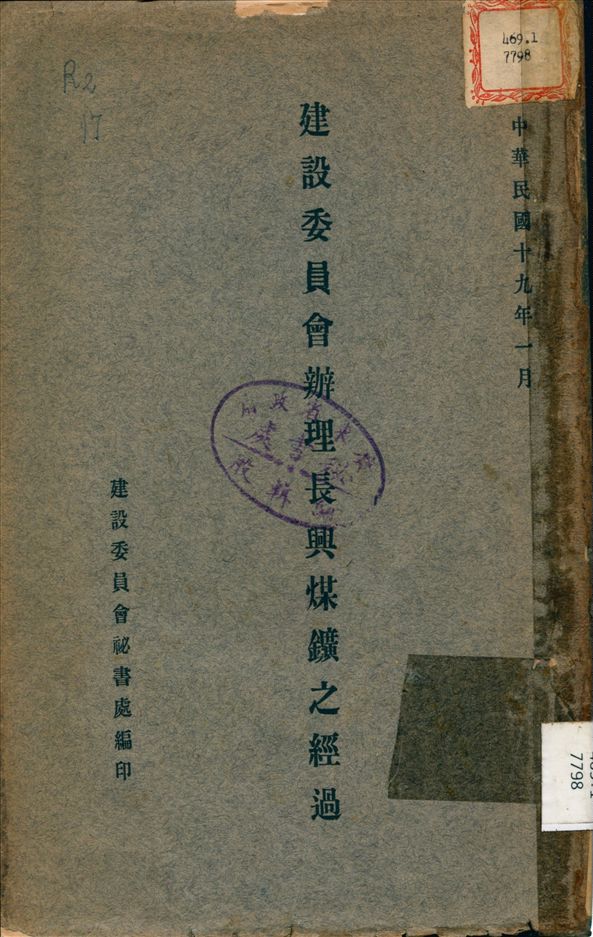 469.1
7798
中華民國十九年一月
建設委員會辦理長興煤鑛之經過
建設委員會祕書處編印
R2
17
7798